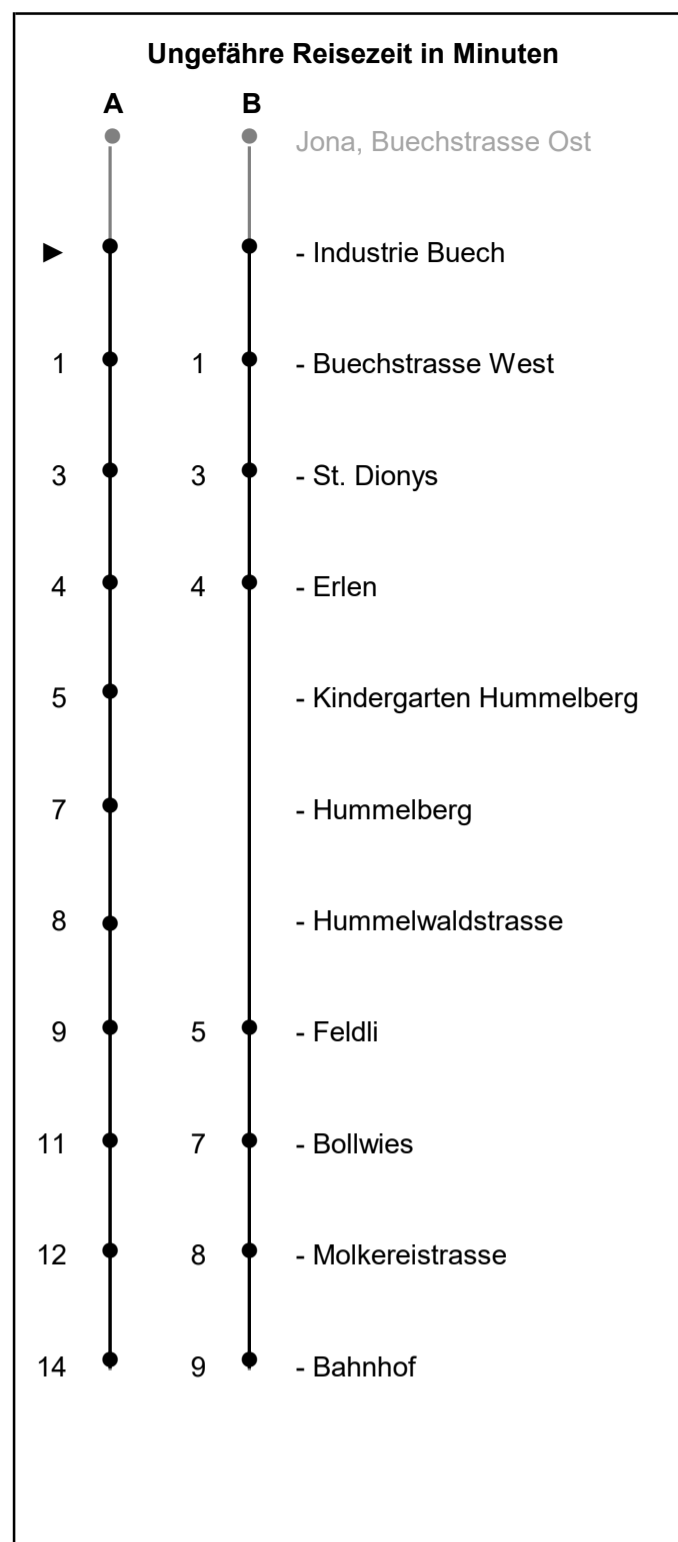 Ungefähre Reisezeit in Minuten
A B
Jona, Buechstrasse Ost
► - Industrie Buech
1 1 - Buechstrasse West
3 3 - St. Dionys
4 4 - Erlen
5 - Kindergarten Hummelberg
7 - Hummelberg
8 - Hummelwaldstrasse
9 5 - Feldli
11 7 - Bollwies
12 8 - Molkereistrasse
14 9 - Bahnhof